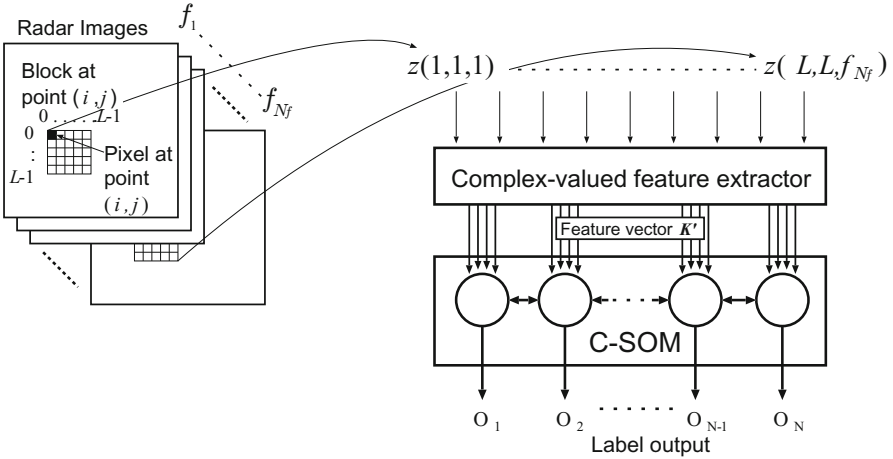 Radar Images
f1
fNf
Block at
point (i,j)
0 . . . . . L-1
0
:
L-1
Pixel at
point
(i,j)
z(1,1,1) . . . . . . . . . . . . . . . . . . . . z( L,L,fNf)
Complex-valued feature extractor
Feature vector K'
C-SOM
O1 O2 . . . . . . . ON-1 ON
Label output